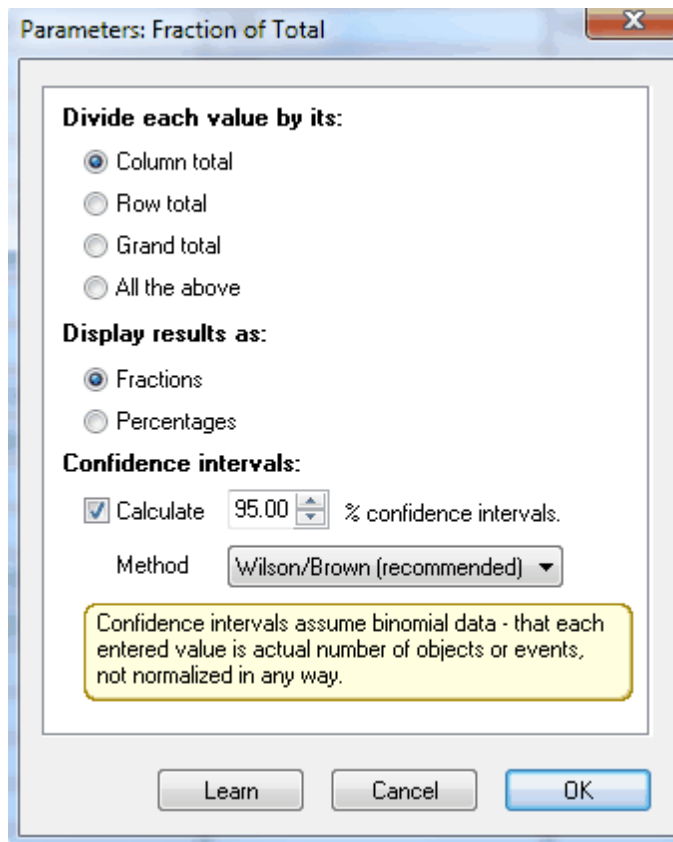 Parameters: Fraction of Total
Divide each value by its:
Column total
Row total
Grand total
All the above
Display results as:
Fractions
Percentages
Confidence intervals:
Calculate 95.00 % confidence intervals.
Method Wilson/Brown (recommended)
Confidence intervals assume binomial data - that each
entered value is actual number of objects or events,
not normalized in any way.
Learn Cancel OK